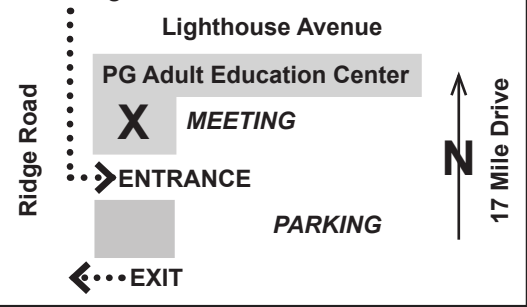 Lighthouse Avenue
PG Adult Education Center
X
MEETING
Ridge Road
N
17 Mile Drive
ENTRANCE
PARKING
EXIT